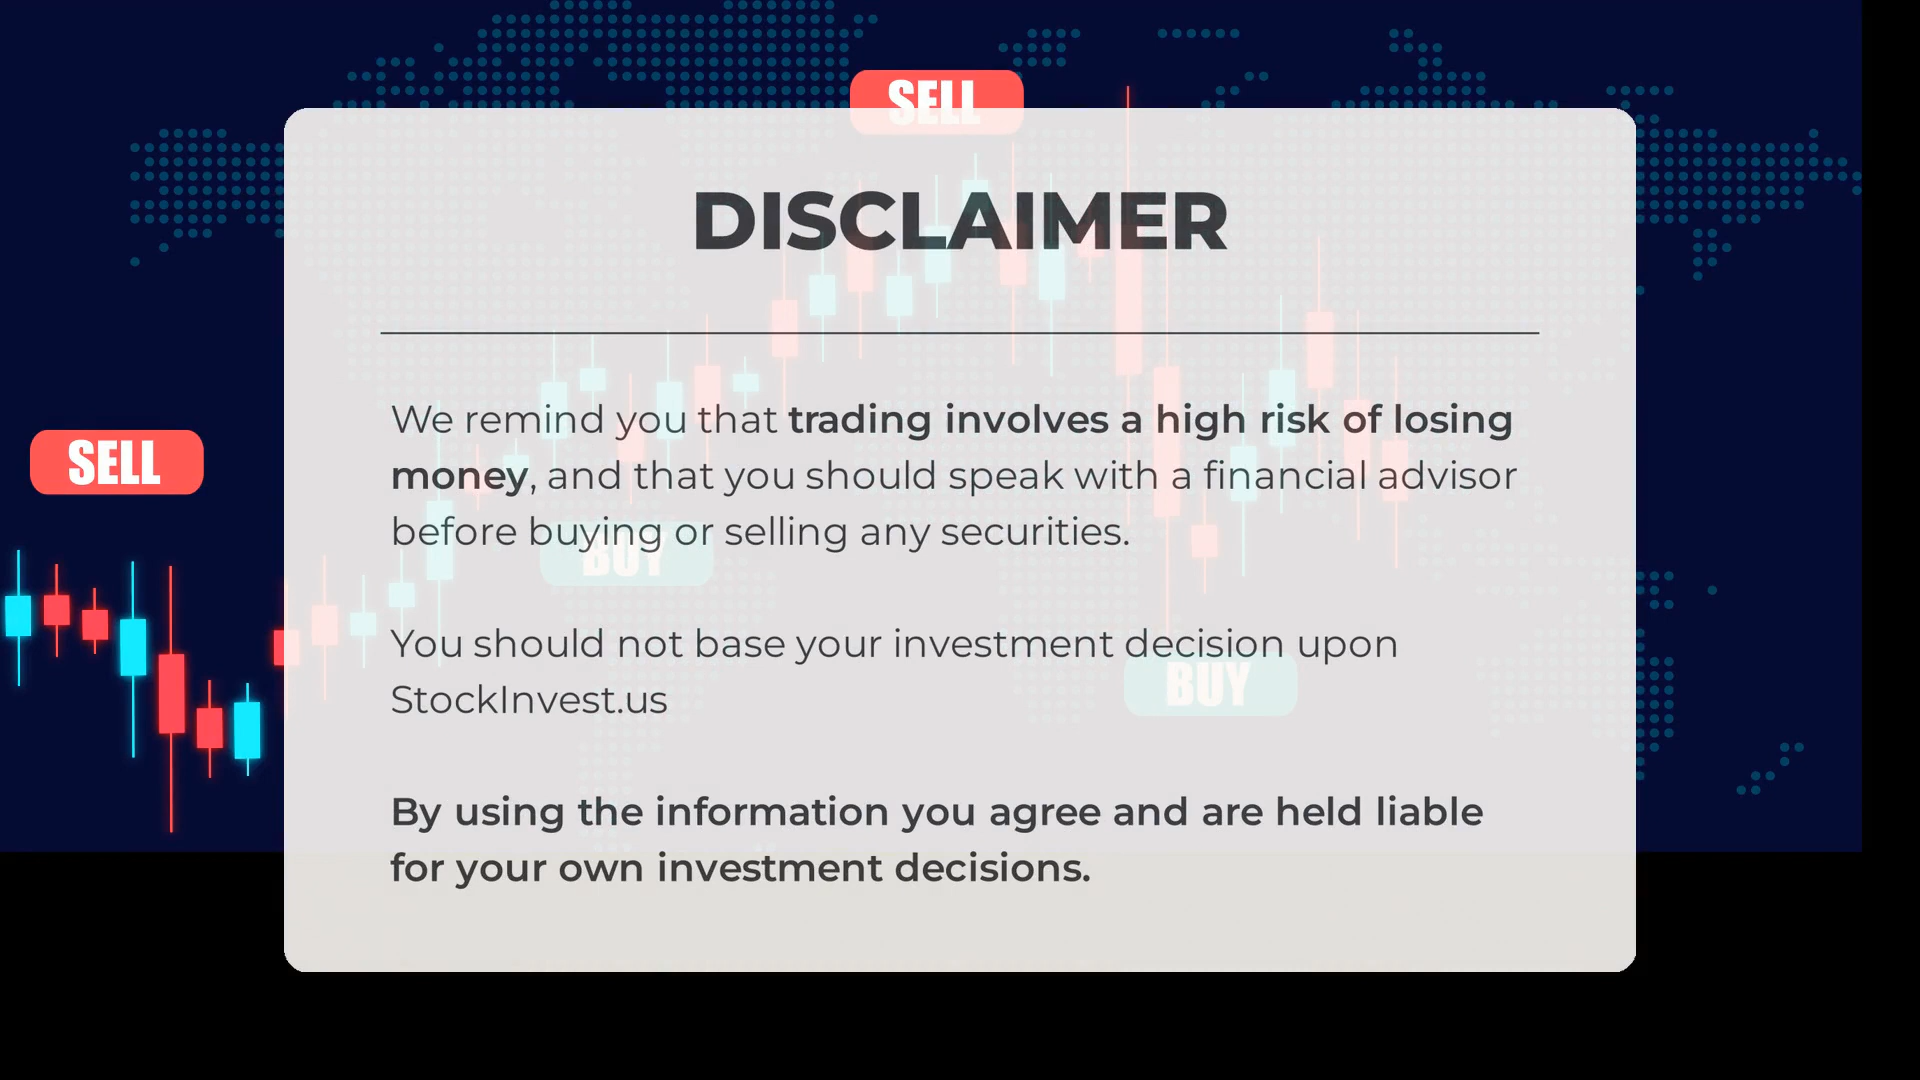 SELL
DISCLAIMER
We remind you that trading involves a high risk of losing
money, and that you should speak with a financial advisor
before buying or selling any securities.
SELL
BUY
You should not base your investment decision upon
StockInvest.us
BUY
By using the information you agree and are held liable
for your own investment decisions.